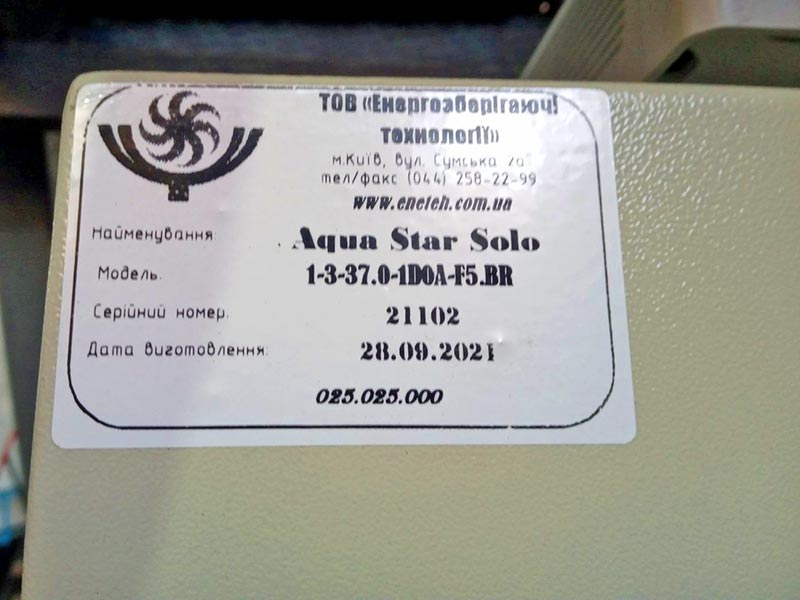 ТОВ «Енергозберігаючі
технології»
м.Київ, вул. Сумська 2а
тел/факс (044) 258-22-99
www.eneteh.com.ua
Найменування: Aqua Star Solo
Модель: 1-3-37.0-1D0A-F5.BR
Серійний номер: 21102
Дата виготовлення: 28.09.2021
025.025.000